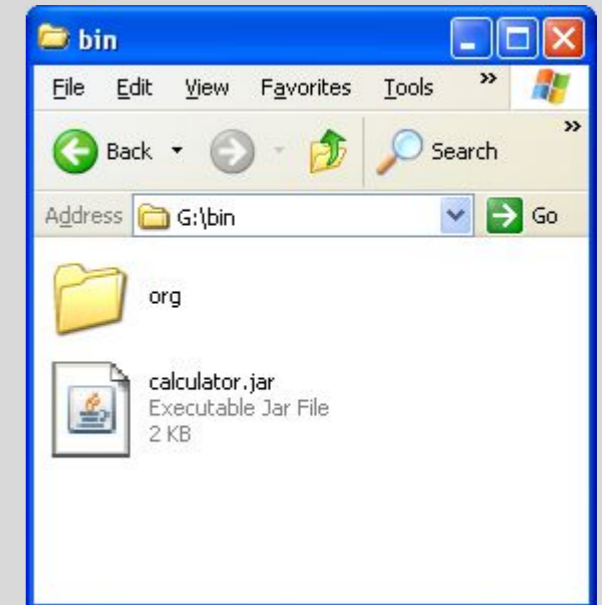 bin
File Edit View Favorites Tools »
Back Search »
Address G:\bin Go
org
calculator.jar
Executable Jar File
2 KB